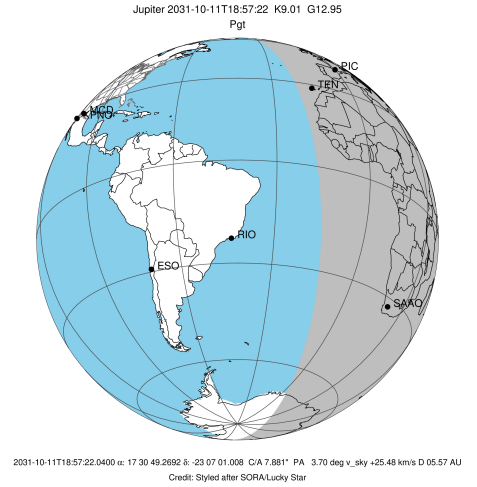 Jupiter 2031-10-11T18:57:22 K9.01 G12.95
Pgt
PIC
TEN
MCD
RIO
ESO
SAAO
2031-10-11T18:57:22.0400 α: 17 30 49.2692 δ: -23 07 01.008 C/A 7.881" PA 3.70 deg v_sky +25.48 km/s D 05.57 AU
Credit: Styled after SORA/Lucky Star